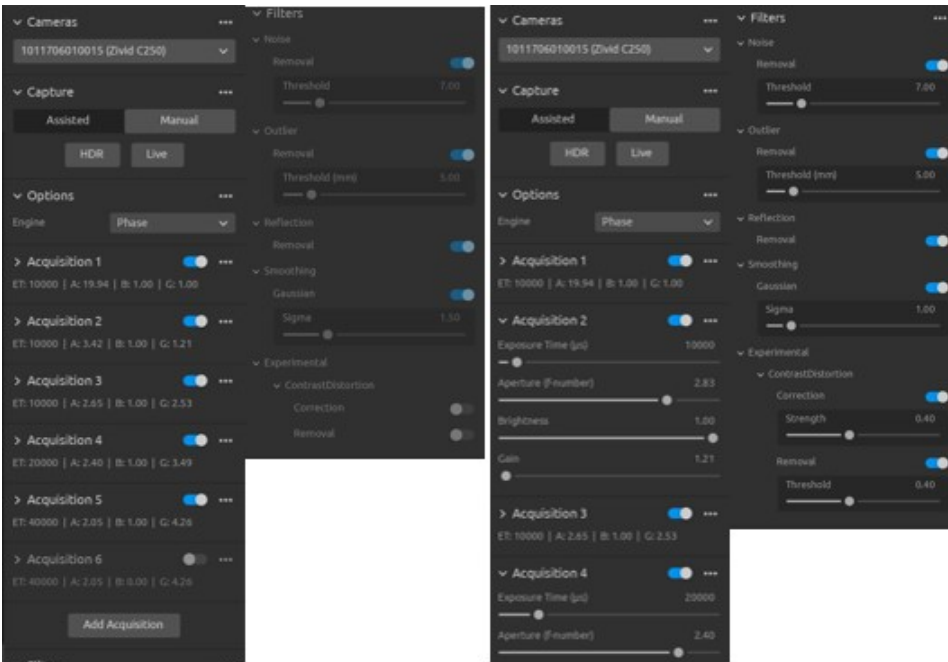 Cameras
1011706010015 (Zivid C250)
Capture
Assisted Manual
HDR Live
Options
Engine Phase
Acquisition 1
ET: 10000 | A: 19.94 | B: 1.00 | G: 1.00
Acquisition 2
ET: 10000 | A: 3.42 | B: 1.00 | G: 1.21
Acquisition 3
ET: 10000 | A: 2.65 | B: 1.00 | G: 2.53
Acquisition 4
ET: 20000 | A: 2.40 | B: 1.00 | G: 3.49
Acquisition 5
ET: 40000 | A: 2.05 | B: 1.00 | G: 4.26
Acquisition 6
ET: 40000 | A: 2.05 | B: 0.00 | G: 4.26
Add Acquisition
Filters
Noise
Removal
Threshold 7.00
Outlier
Removal
Threshold (mm) 5.00
Reflection
Removal
Smoothing
Gaussian
Sigma 1.50
Experimental
ContrastDistortion
Correction
Removal
Cameras
1011706010015 (Zivid C250)
Capture
Assisted Manual
HDR Live
Options
Engine Phase
Acquisition 1
ET: 10000 | A: 19.94 | B: 1.00 | G: 1.00
Acquisition 2
Exposure Time (µs) 10000
Aperture (F-number) 2.83
Brightness 1.00
Gain 1.21
Acquisition 3
ET: 10000 | A: 2.65 | B: 1.00 | G: 2.53
Acquisition 4
Exposure Time (µs) 20000
Aperture (F-number) 2.40
Filters
Noise
Removal
Threshold 7.00
Outlier
Removal
Threshold (mm) 5.00
Reflection
Removal
Smoothing
Gaussian
Sigma 1.00
Experimental
ContrastDistortion
Correction
Strength 0.40
Removal
Threshold 0.40